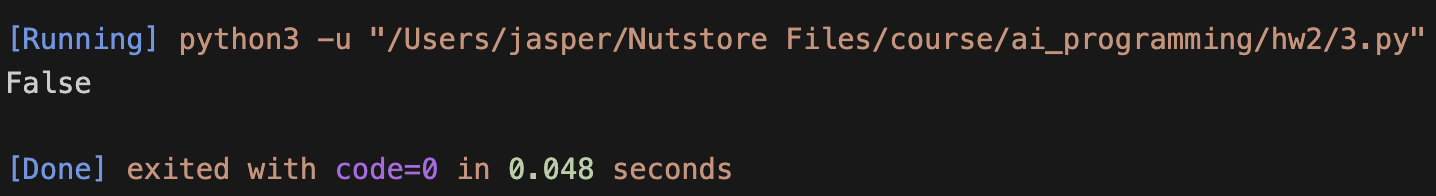 [Running] python3 -u "/Users/jasper/Nutstore Files/course/ai_programming/hw2/3.py"
False
[Done] exited with code=0 in 0.048 seconds